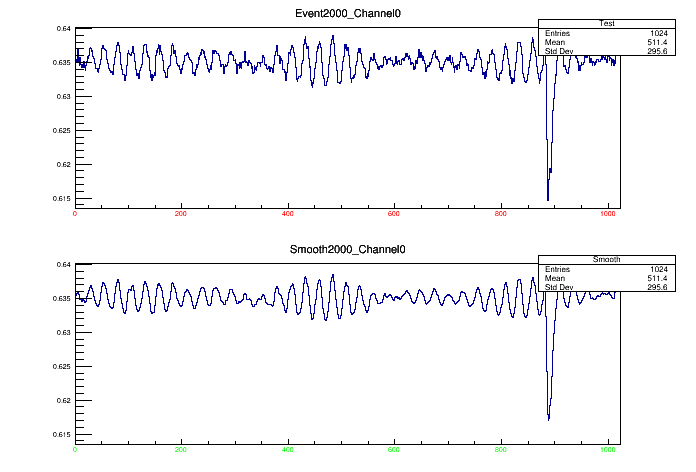 Event2000_Channel0
Test
Entries 1024
Mean 511.4
Std Dev 295.6
0.64
0.635
0.63
0.625
0.62
0.615
0 200 400 600 800 1000
Smooth2000_Channel0
Smooth
Entries 1024
Mean 511.4
Std Dev 295.6
0.64
0.635
0.63
0.625
0.62
0.615
0 200 400 600 800 1000